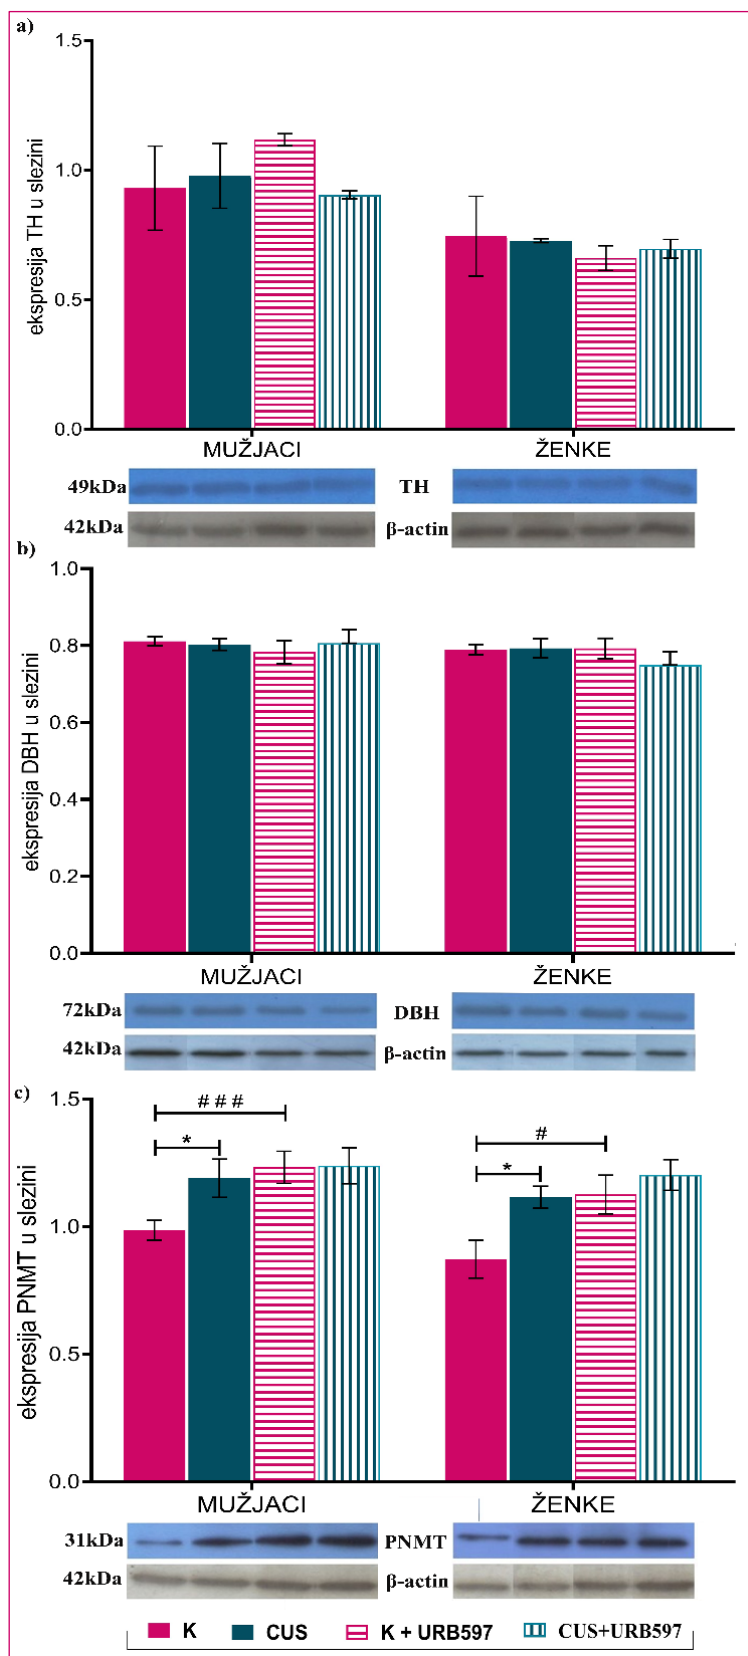 a)
ekspresija TH u slezini
1.5
1.0
0.5
0.0
MUŽJACI ŽENKE
49kDa TH
42kDa β-actin
b)
ekspresija DBH u slezini
1.0
0.8
0.6
0.4
0.2
0.0
MUŽJACI ŽENKE
72kDa DBH
42kDa β-actin
c)
ekspresija PNMT u slezini
1.5
1.0
0.5
0.0
# # #
*
#
*
MUŽJACI ŽENKE
31kDa PNMT
42kDa β-actin
K CUS K + URB597 CUS+URB597